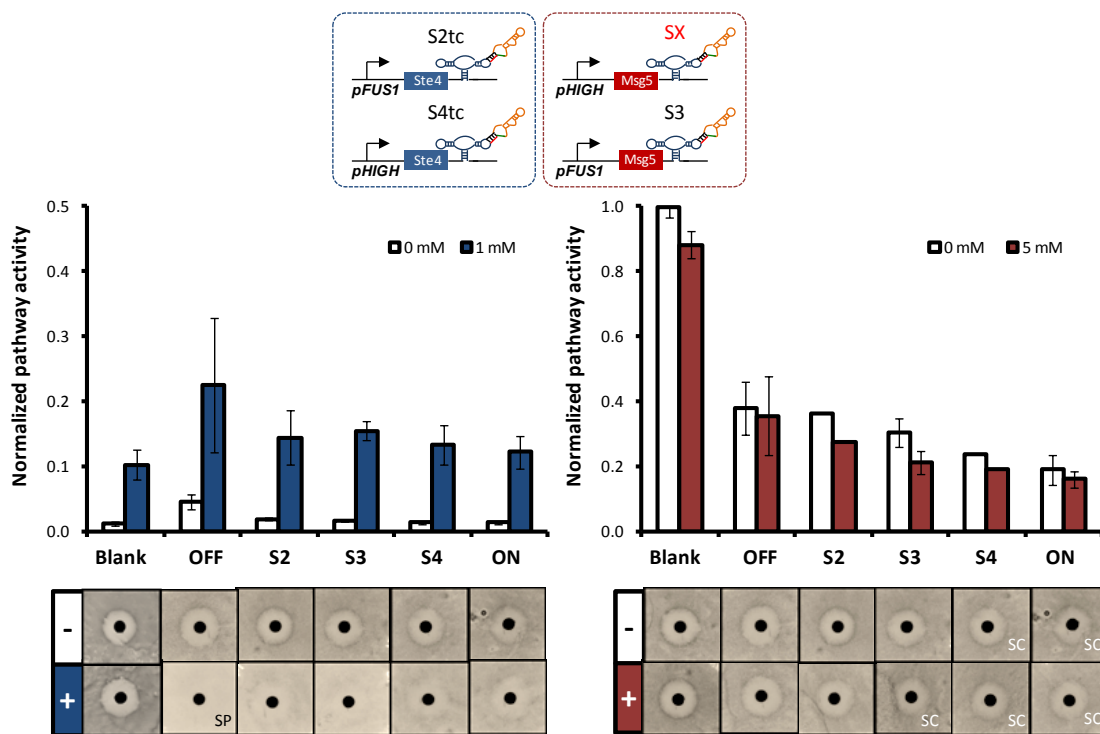 S2tc
SX
pFUS1
Ste4
pHIGH
Msg5
S4tc
S3
pHIGH
Ste4
pFUS1
Msg5
Normalized pathway activity
0.5
0.4
0.3
0.2
0.1
0.0
0 mM
1 mM
Blank OFF S2 S3 S4 ON
Normalized pathway activity
1.0
0.8
0.6
0.4
0.2
0.0
0 mM
5 mM
Blank OFF S2 S3 S4 ON
-
+
SP
-
SC SC
+
SC SC SC